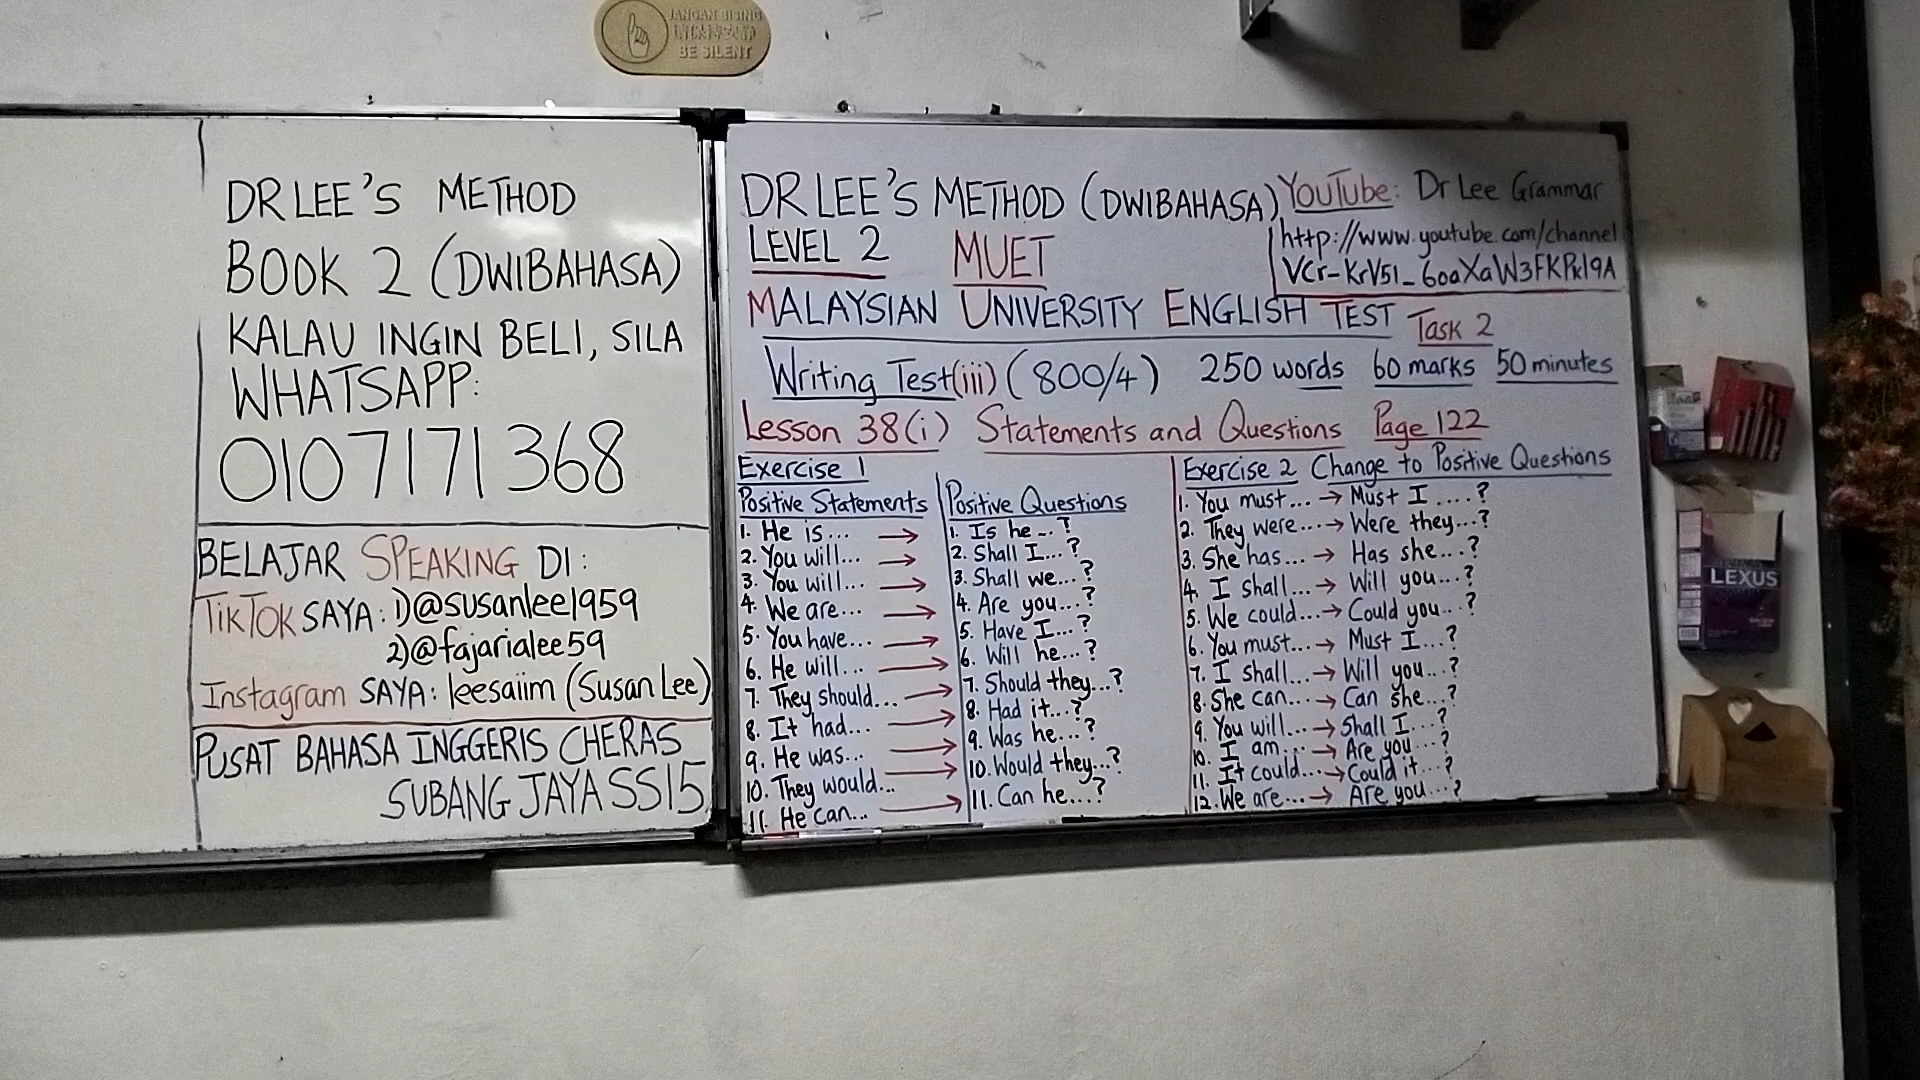 JANGAN BISING
BE SILENT
DR LEE'S METHOD
BOOK 2 (DWIBAHASA)
KALAU INGIN BELI, SILA
WHATSAPP:
0107171368
BELAJAR SPEAKING DI:
TIKTOK SAYA: 1)@susanlee1959
2)@fajarialee59
Instagram SAYA: leesaiim (Susan Lee)
PUSAT BAHASA INGGERIS CHERAS
SUBANG JAYA SS15
DR LEE'S METHOD (DWIBAHASA)
YouTube: Dr Lee Grammar
http://www.youtube.com/channel
VCr-KrV51_6oaXaW3FKPkl9A
LEVEL 2 MUET
MALAYSIAN UNIVERSITY ENGLISH TEST Task 2
Writing Test(iii) (800/4) 250 words 60 marks 50 minutes
Lesson 38(i) Statements and Questions Page 122
Exercise 1
Positive Statements → Positive Questions
1. He is... → 1. Is he...?
2. You will... → 2. Shall I...?
3. You will... → 3. Shall we...?
4. We are... → 4. Are you...?
5. You have... → 5. Have I...?
6. He will... → 6. Will he...?
7. They should... → 7. Should they...?
8. It had... → 8. Had it...?
9. He was... → 9. Was he...?
10. They would... → 10. Would they...?
11. He can... → 11. Can he...?
Exercise 2 Change to Positive Questions
1. You must... → Must I ....?
2. They were... → Were they...?
3. She has... → Has she...?
4. I shall... → Will you...?
5. We could... → Could you...?
6. You must... → Must I...?
7. I shall... → Will you...?
8. She can... → Can she...?
9. You will... → Shall I...?
10. I am... → Are you...?
11. It could... → Could it...?
12. We are... → Are you...?
LEXUS